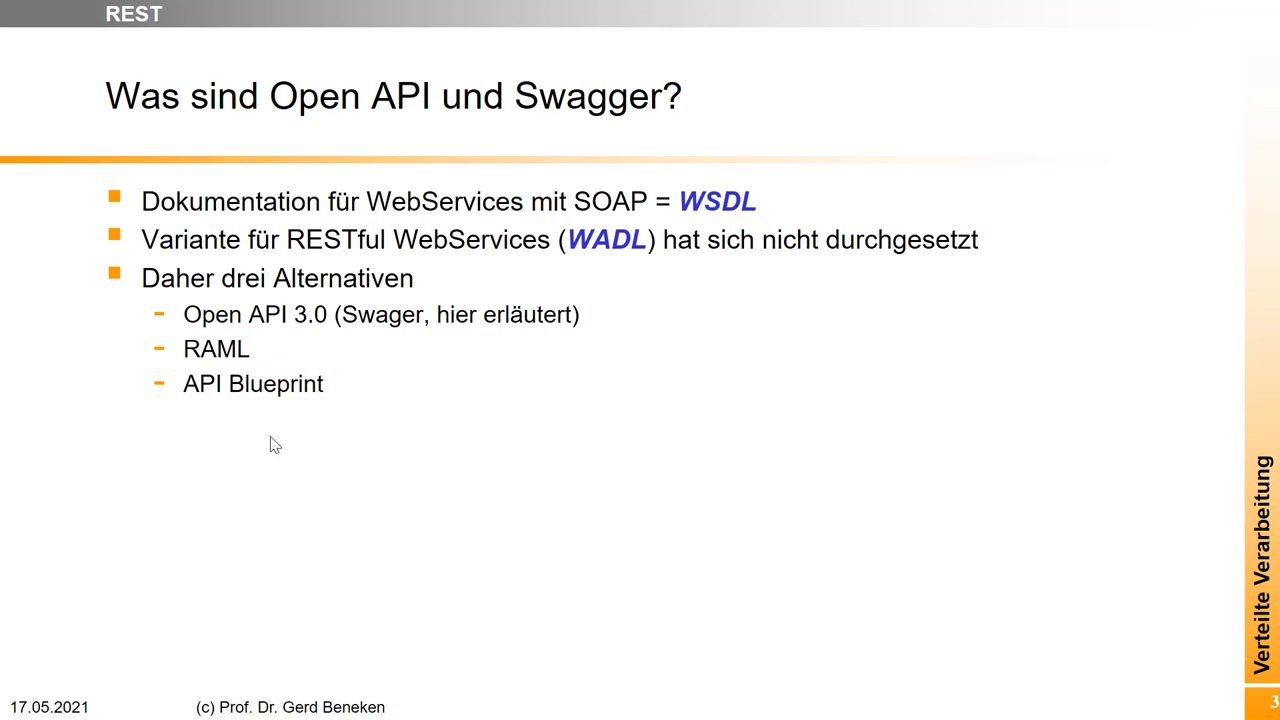 REST
Was sind Open API und Swagger?
Dokumentation für WebServices mit SOAP = WSDL
Variante für RESTful WebServices (WADL) hat sich nicht durchgesetzt
Daher drei Alternativen
- Open API 3.0 (Swager, hier erläutert)
- RAML
- API Blueprint
Verteilte Verarbeitung
17.05.2021
(c) Prof. Dr. Gerd Beneken
3